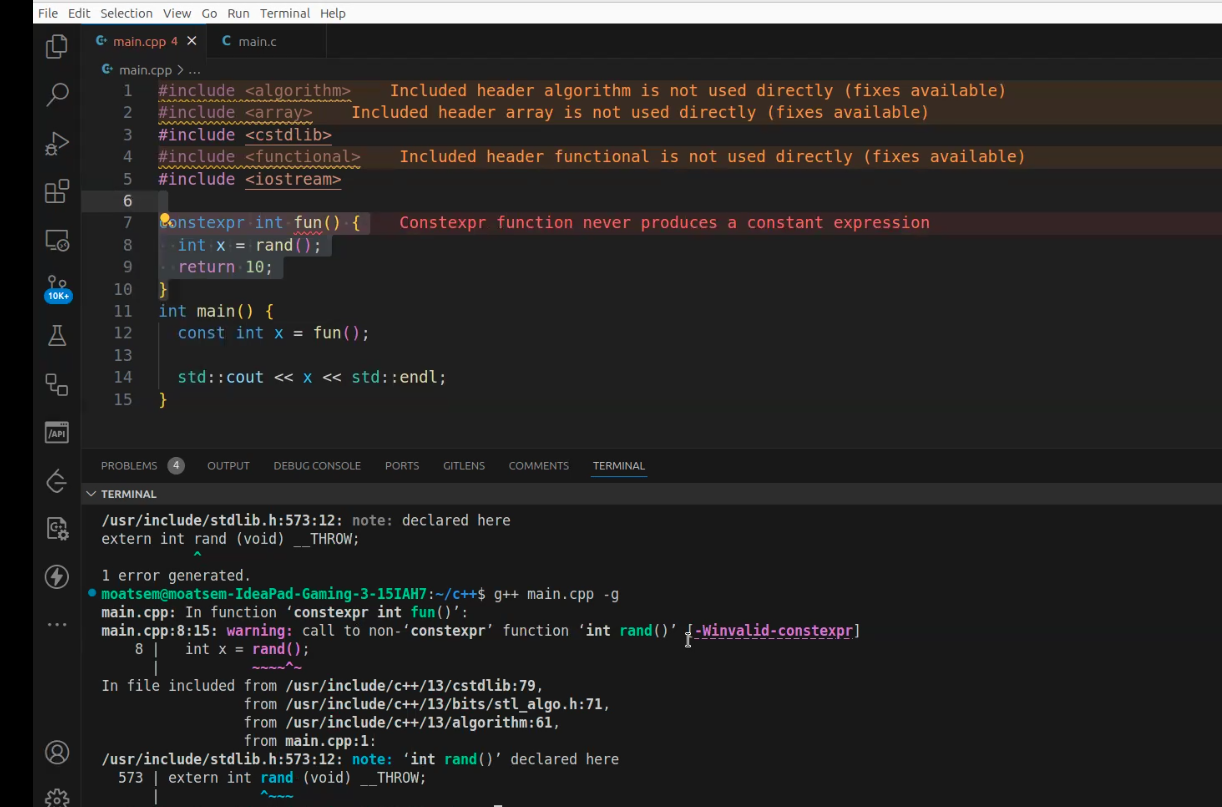 File Edit Selection View Go Run Terminal Help
main.cpp 4 main.c
main.cpp > ...
1 #include <algorithm> Included header algorithm is not used directly (fixes available)
2 #include <array> Included header array is not used directly (fixes available)
3 #include <cstdlib>
4 #include <functional> Included header functional is not used directly (fixes available)
5 #include <iostream>
6
7 constexpr int fun() { Constexpr function never produces a constant expression
8 int x = rand();
9 return 10;
10 }
11 int main() {
12 const int x = fun();
13
14 std::cout << x << std::endl;
15 }
10K+
/API
PROBLEMS 4 OUTPUT DEBUG CONSOLE PORTS GITLENS COMMENTS TERMINAL
TERMINAL
/usr/include/stdlib.h:573:12: note: declared here
extern int rand (void) __THROW;
^
1 error generated.
moatsem@moatsem-IdeaPad-Gaming-3-15IAH7:~/c++$ g++ main.cpp -g
main.cpp: In function ‘constexpr int fun()’:
main.cpp:8:15: warning: call to non-‘constexpr’ function ‘int rand()’ [-Winvalid-constexpr]
8 | int x = rand();
| ~~~~^~
In file included from /usr/include/c++/13/cstdlib:79,
from /usr/include/c++/13/bits/stl_algo.h:71,
from /usr/include/c++/13/algorithm:61,
from main.cpp:1:
/usr/include/stdlib.h:573:12: note: ‘int rand()’ declared here
573 | extern int rand (void) __THROW;
| ^~~~